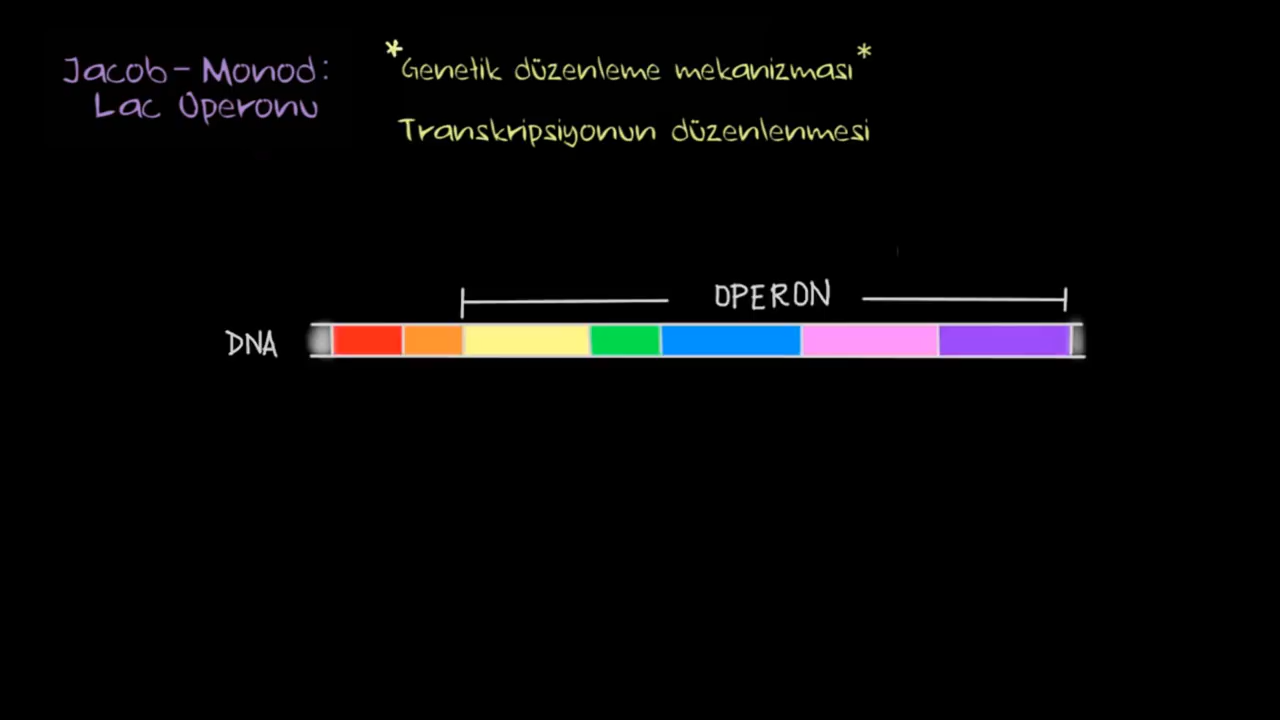 Jacob-Monod:
Lac Operonu
*Genetik düzenleme mekanizması*
Transkripsiyonun düzenlenmesi
OPERON
DNA